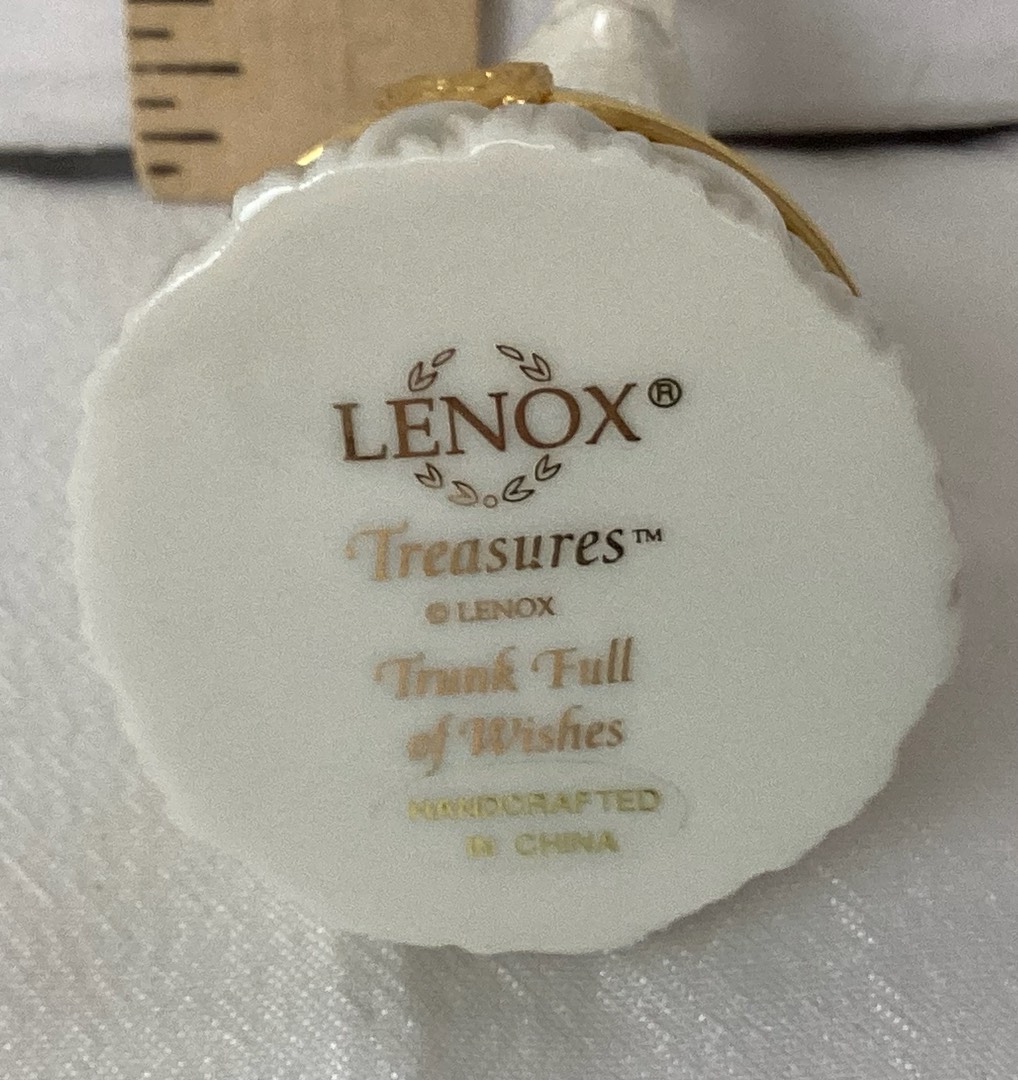 LENOX®
Treasures™
© LENOX
Trunk Full
of Wishes
HANDCRAFTED
IN CHINA